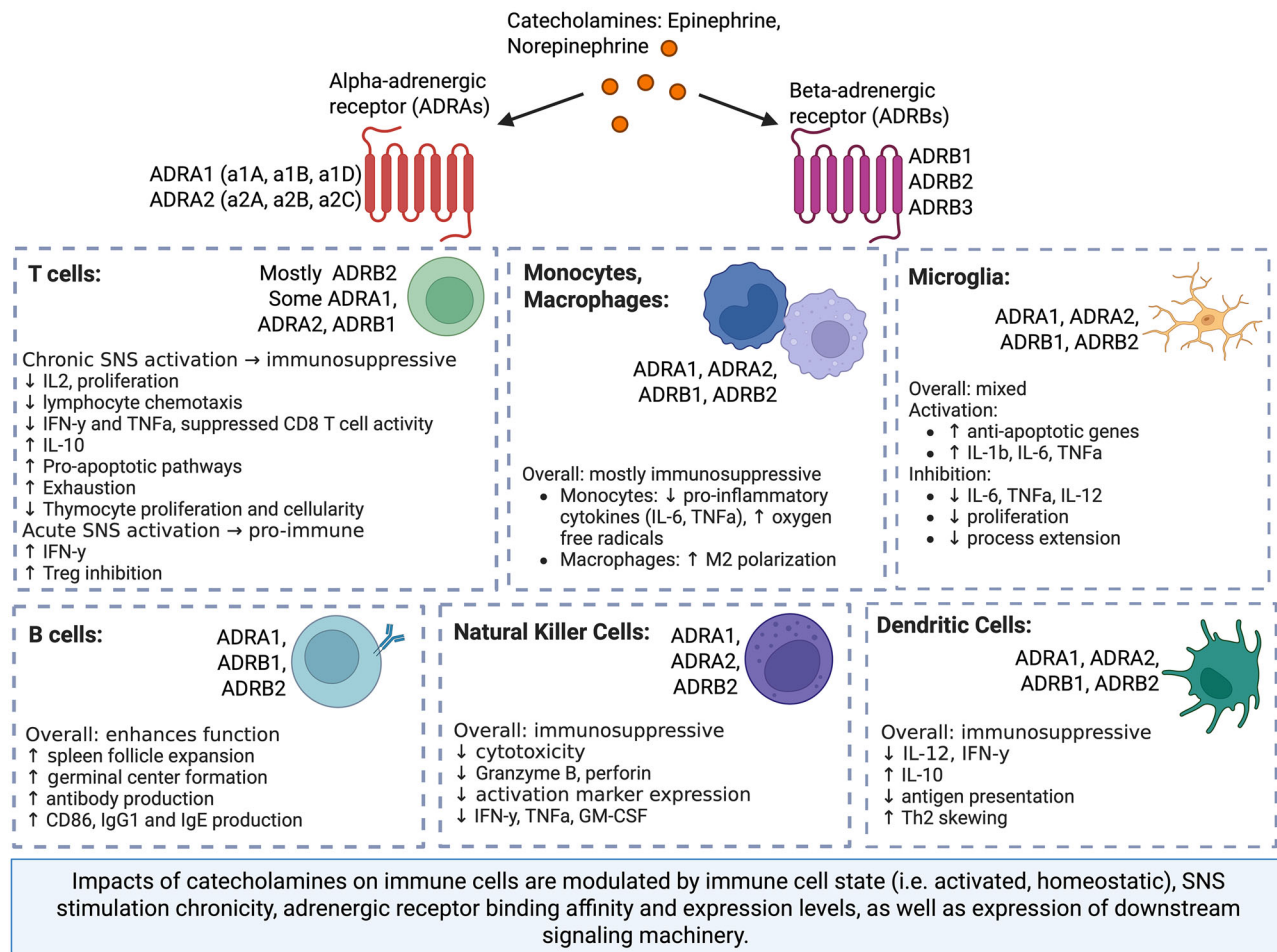 Catecholamines: Epinephrine,
Norepinephrine
Alpha-adrenergic
receptor (ADRAs)
Beta-adrenergic
receptor (ADRBs)
ADRA1 (a1A, a1B, a1D)
ADRA2 (a2A, a2B, a2C)
ADRB1
ADRB2
ADRB3
T cells:
Mostly ADRB2
Some ADRA1,
ADRA2, ADRB1
Chronic SNS activation → immunosuppressive
↓ IL2, proliferation
↓ lymphocyte chemotaxis
↓ IFN-y and TNFa, suppressed CD8 T cell activity
↑ IL-10
↑ Pro-apoptotic pathways
↑ Exhaustion
↓ Thymocyte proliferation and cellularity
Acute SNS activation → pro-immune
↑ IFN-y
↑ Treg inhibition
Monocytes,
Macrophages:
ADRA1, ADRA2,
ADRB1, ADRB2
Overall: mostly immunosuppressive
• Monocytes: ↓ pro-inflammatory
cytokines (IL-6, TNFa), ↑ oxygen
free radicals
• Macrophages: ↑ M2 polarization
Microglia:
ADRA1, ADRA2,
ADRB1, ADRB2
Overall: mixed
Activation:
• ↑ anti-apoptotic genes
• ↑ IL-1b, IL-6, TNFa
Inhibition:
• ↓ IL-6, TNFa, IL-12
• ↓ proliferation
• ↓ process extension
B cells:
ADRA1,
ADRB1,
ADRB2
Overall: enhances function
↑ spleen follicle expansion
↑ germinal center formation
↑ antibody production
↑ CD86, IgG1 and IgE production
Natural Killer Cells:
ADRA1,
ADRA2,
ADRB2
Overall: immunosuppressive
↓ cytotoxicity
↓ Granzyme B, perforin
↓ activation marker expression
↓ IFN-y, TNFa, GM-CSF
Dendritic Cells:
ADRA1, ADRA2,
ADRB1, ADRB2
Overall: immunosuppressive
↓ IL-12, IFN-y
↑ IL-10
↓ antigen presentation
↑ Th2 skewing
Impacts of catecholamines on immune cells are modulated by immune cell state (i.e. activated, homeostatic), SNS
stimulation chronicity, adrenergic receptor binding affinity and expression levels, as well as expression of downstream
signaling machinery.